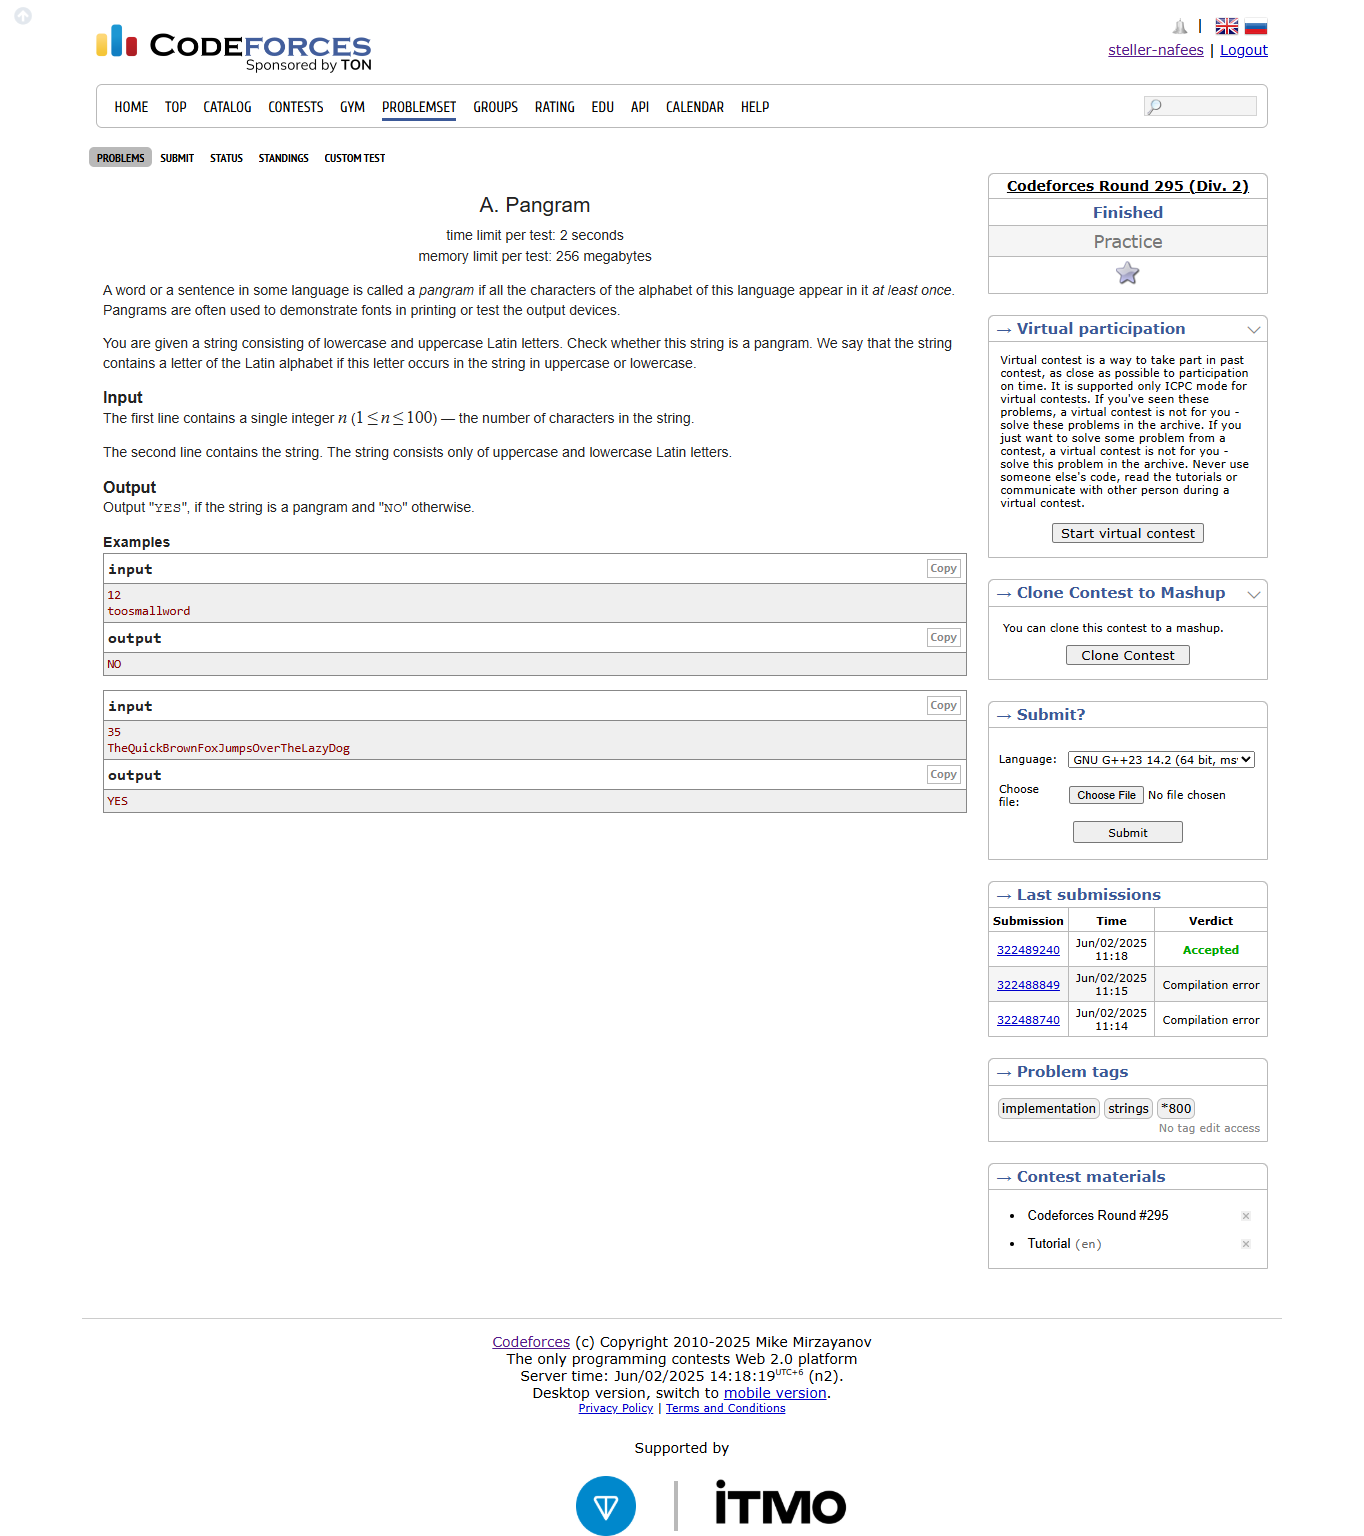 CODEFORCES
Sponsored by TON
|
steller-nafees | Logout
HOME TOP CATALOG CONTESTS GYM PROBLEMSET GROUPS RATING EDU API CALENDAR HELP
PROBLEMS SUBMIT STATUS STANDINGS CUSTOM TEST
A. Pangram
time limit per test: 2 seconds
memory limit per test: 256 megabytes
A word or a sentence in some language is called a pangram if all the characters of the alphabet of this language appear in it at least once.
Pangrams are often used to demonstrate fonts in printing or test the output devices.
You are given a string consisting of lowercase and uppercase Latin letters. Check whether this string is a pangram. We say that the string
contains a letter of the Latin alphabet if this letter occurs in the string in uppercase or lowercase.
Input
The first line contains a single integer n (1 ≤ n ≤ 100) — the number of characters in the string.
The second line contains the string. The string consists only of uppercase and lowercase Latin letters.
Output
Output "YES", if the string is a pangram and "NO" otherwise.
Examples
input Copy
12
toosmallword
output Copy
NO
input Copy
35
TheQuickBrownFoxJumpsOverTheLazyDog
output Copy
YES
Codeforces Round 295 (Div. 2)
Finished
Practice
→ Virtual participation
Virtual contest is a way to take part in past
contest, as close as possible to participation
on time. It is supported only ICPC mode for
virtual contests. If you've seen these
problems, a virtual contest is not for you -
solve these problems in the archive. If you
just want to solve some problem from a
contest, a virtual contest is not for you -
solve this problem in the archive. Never use
someone else's code, read the tutorials or
communicate with other person during a
virtual contest.
Start virtual contest
→ Clone Contest to Mashup
You can clone this contest to a mashup.
Clone Contest
→ Submit?
Language: GNU G++23 14.2 (64 bit, ms
Choose
file: Choose File No file chosen
Submit
→ Last submissions
Submission Time Verdict
322489240 Jun/02/2025 11:18 Accepted
322488849 Jun/02/2025 11:15 Compilation error
322488740 Jun/02/2025 11:14 Compilation error
→ Problem tags
implementation strings *800
No tag edit access
→ Contest materials
• Codeforces Round #295
• Tutorial (en)
Codeforces (c) Copyright 2010-2025 Mike Mirzayanov
The only programming contests Web 2.0 platform
Server time: Jun/02/2025 14:18:19UTC+6 (n2).
Desktop version, switch to mobile version.
Privacy Policy | Terms and Conditions
Supported by
iTMO